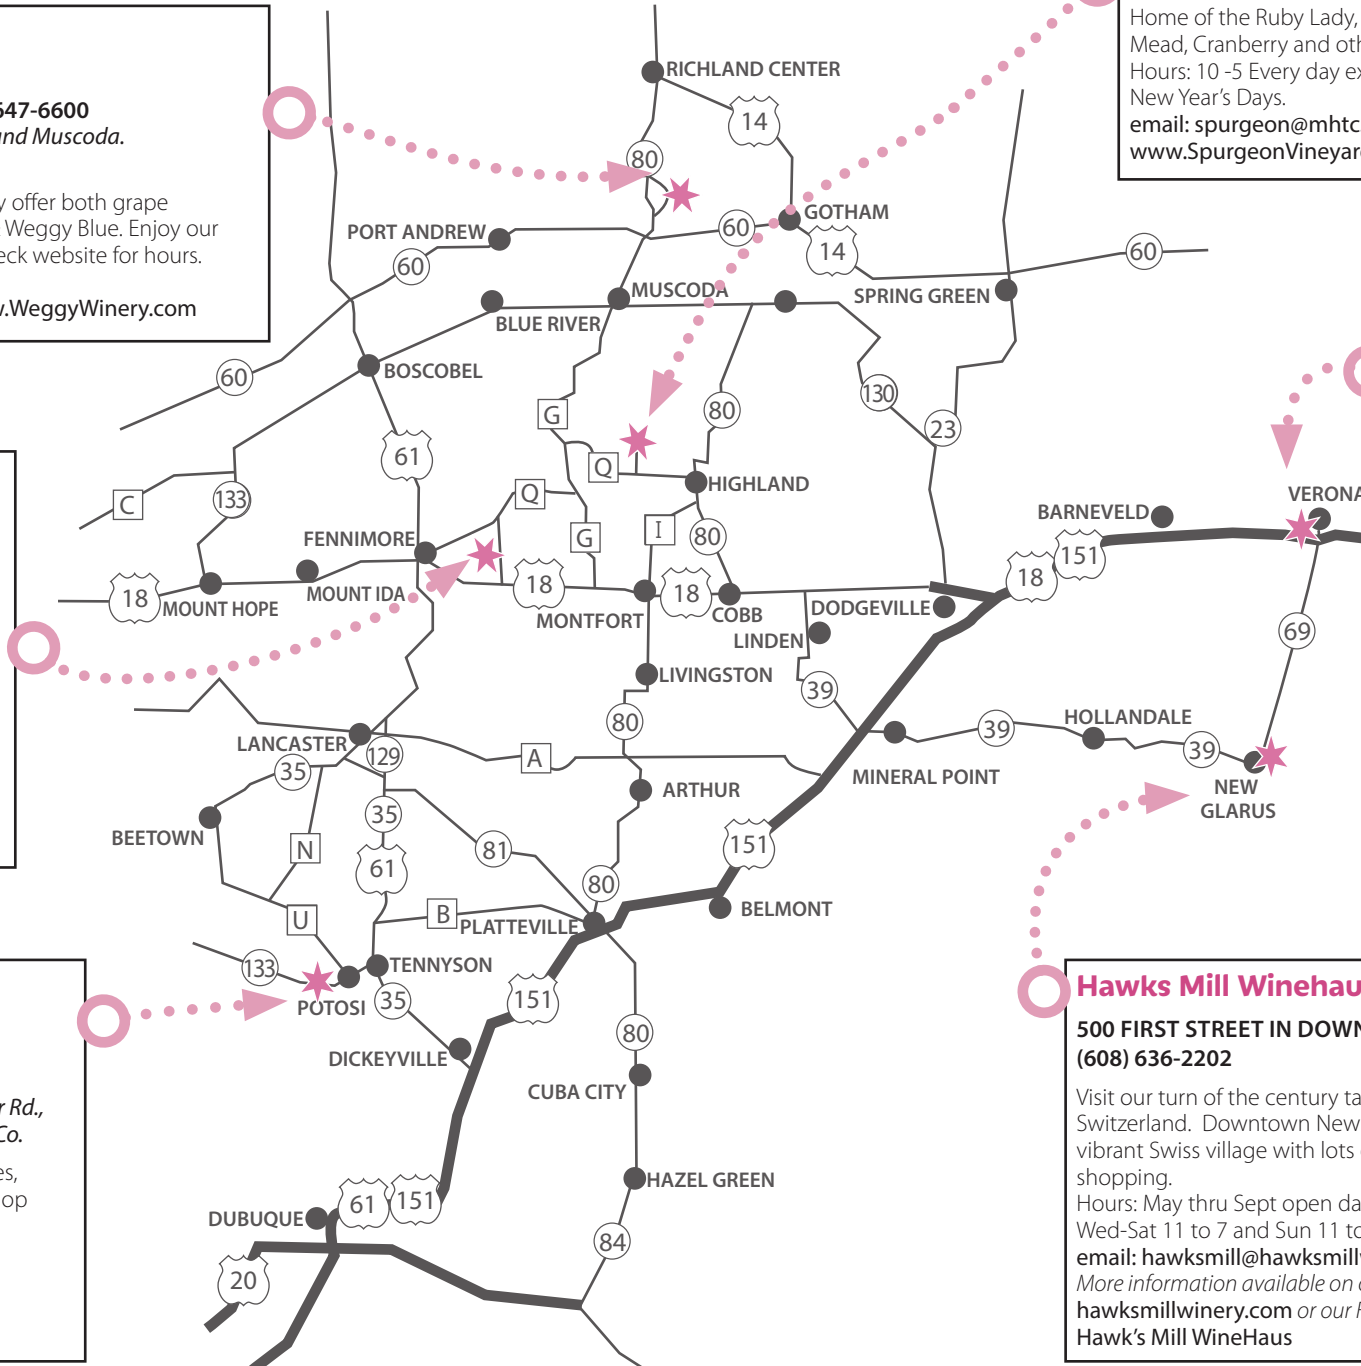 647-6600
and Muscoda.
y offer both grape
Weggy Blue. Enjoy our
eck website for hours.
.WeggyWinery.com
Home of the Ruby Lady,
Mead, Cranberry and oth
Hours: 10 -5 Every day ex
New Year's Days.
email: spurgeon@mhtc
www.SpurgeonVineyar
RICHLAND CENTER
14
80
GOTHAM
PORT ANDREW
60
14
60
60
MUSCODA
SPRING GREEN
BLUE RIVER
BOSCOBEL
60
130
G
80
23
61
Q
HIGHLAND
Q
C
133
VERONA
BARNEVELD
I
G
80
FENNIMORE
151
18
18
18
18
MOUNT IDA
MOUNT HOPE
MONTFORT
COBB
DODGEVILLE
LINDEN
69
LIVINGSTON
39
80
39
HOLLANDALE
LANCASTER
39
129
A
35
MINERAL POINT
NEW
GLARUS
ARTHUR
35
BEETOWN
N
81
151
61
80
U
B
PLATTEVILLE
BELMONT
133
TENNYSON
POTOSI
35
151
80
DICKEYVILLE
CUBA CITY
HAZEL GREEN
61
151
DUBUQUE
84
20
r Rd.,
Co.
es,
op
Hawks Mill Winehau
500 FIRST STREET IN DOWN
(608) 636-2202
Visit our turn of the century ta
Switzerland. Downtown New
vibrant Swiss village with lots
shopping.
Hours: May thru Sept open da
Wed-Sat 11 to 7 and Sun 11 to
email: hawksmill@hawksmillw
More information available on
hawksmillwinery.com or our F
Hawk's Mill WineHaus